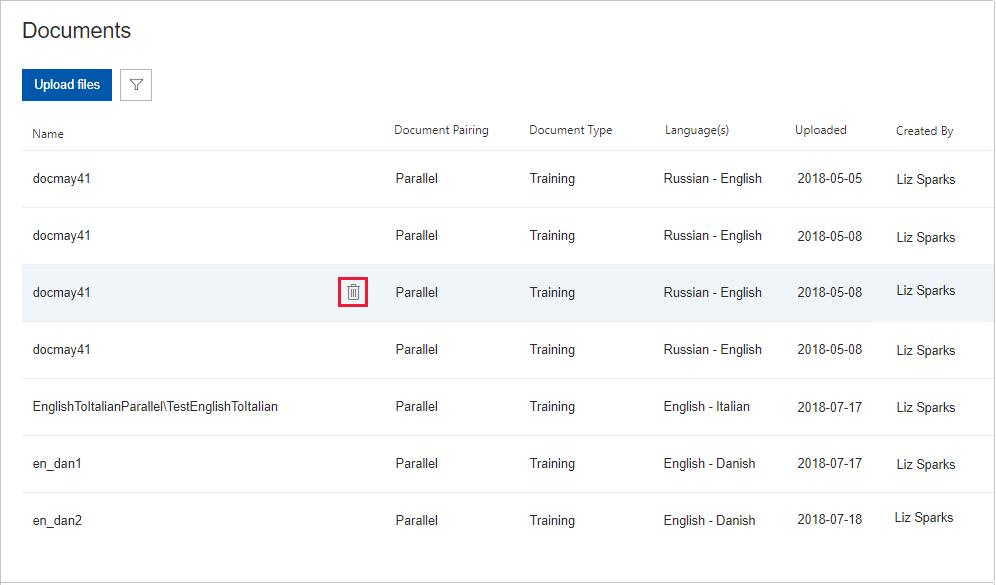 Documents
Upload files
Name Document Pairing Document Type Language(s) Uploaded Created By
docmay41 Parallel Training Russian - English 2018-05-05 Liz Sparks
docmay41 Parallel Training Russian - English 2018-05-08 Liz Sparks
docmay41 Parallel Training Russian - English 2018-05-08 Liz Sparks
docmay41 Parallel Training Russian - English 2018-05-08 Liz Sparks
EnglishToItalianParallel\TestEnglishToItalian Parallel Training English - Italian 2018-07-17 Liz Sparks
en_dan1 Parallel Training English - Danish 2018-07-17 Liz Sparks
en_dan2 Parallel Training English - Danish 2018-07-18 Liz Sparks